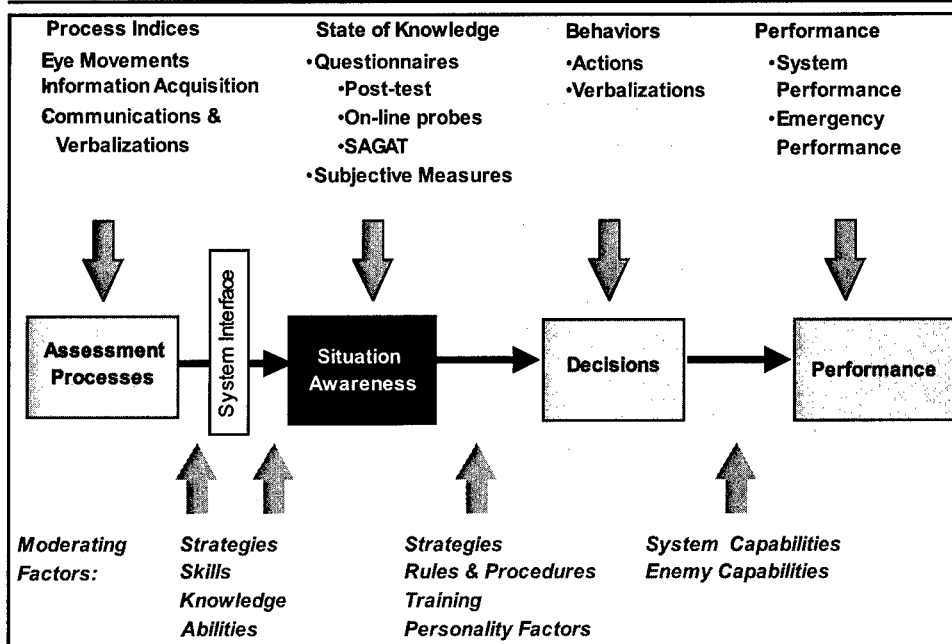 Process Indices
Eye Movements
Information Acquisition
Communications &
Verbalizations
State of Knowledge
•Questionnaires
•Post-test
•On-line probes
•SAGAT
•Subjective Measures
Behaviors
•Actions
•Verbalizations
Performance
•System
Performance
•Emergency
Performance
Assessment
Processes
System Interface
Situation
Awareness
Decisions
Performance
Moderating
Factors:
Strategies
Skills
Knowledge
Abilities
Strategies
Rules & Procedures
Training
Personality Factors
System Capabilities
Enemy Capabilities